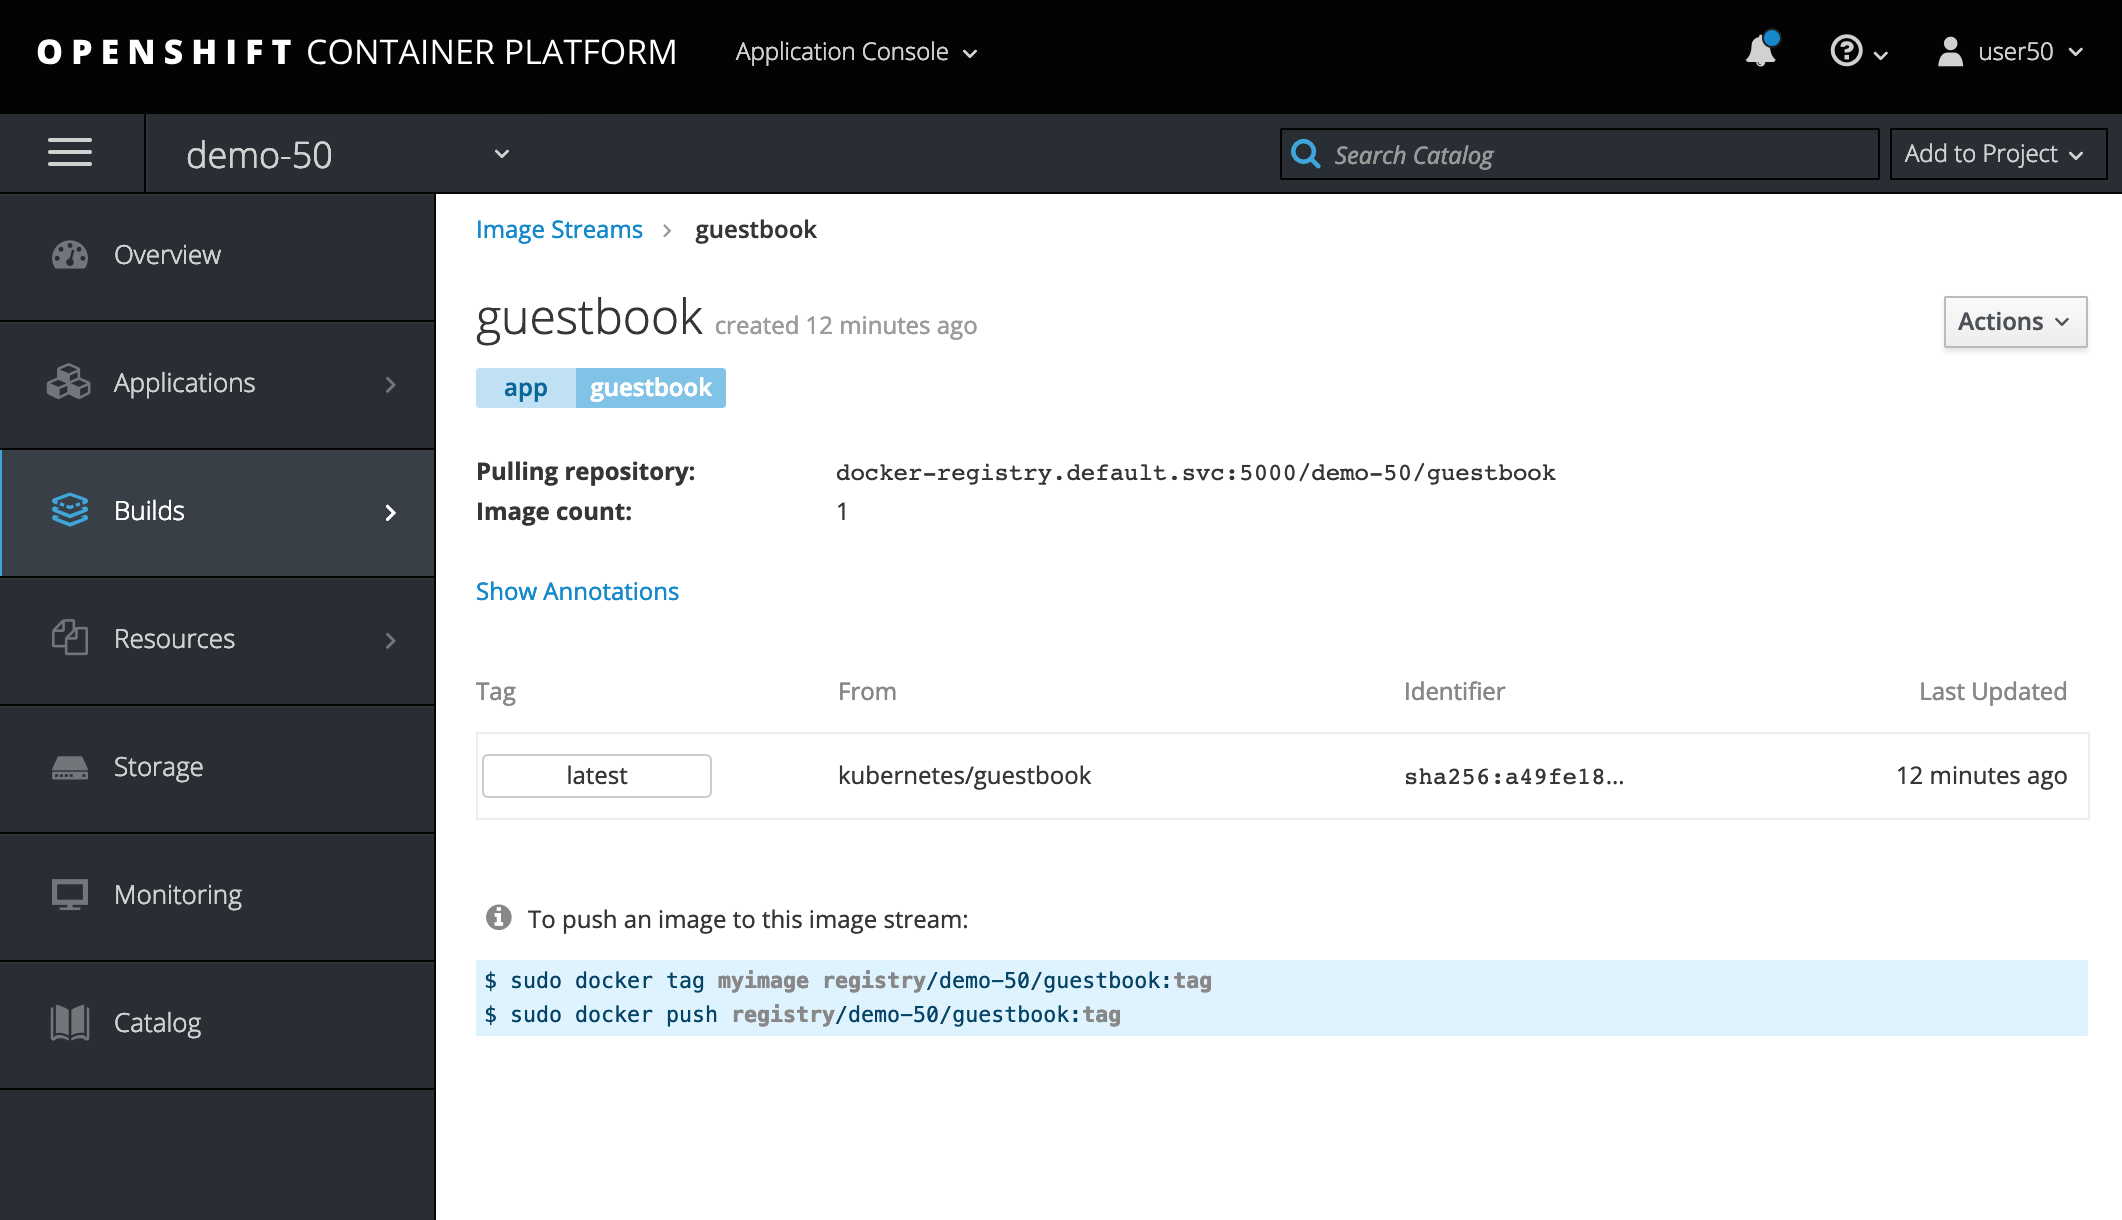 OPENSHIFT CONTAINER PLATFORM Application Console user50
demo-50 Search Catalog Add to Project
Overview
Applications
Builds
Resources
Storage
Monitoring
Catalog
Image Streams > guestbook
guestbook created 12 minutes ago
Actions
app guestbook
Pulling repository: docker-registry.default.svc:5000/demo-50/guestbook
Image count: 1
Show Annotations
Tag From Identifier Last Updated
latest kubernetes/guestbook sha256:a49fe18… 12 minutes ago
To push an image to this image stream:
$ sudo docker tag myimage registry/demo-50/guestbook:tag
$ sudo docker push registry/demo-50/guestbook:tag